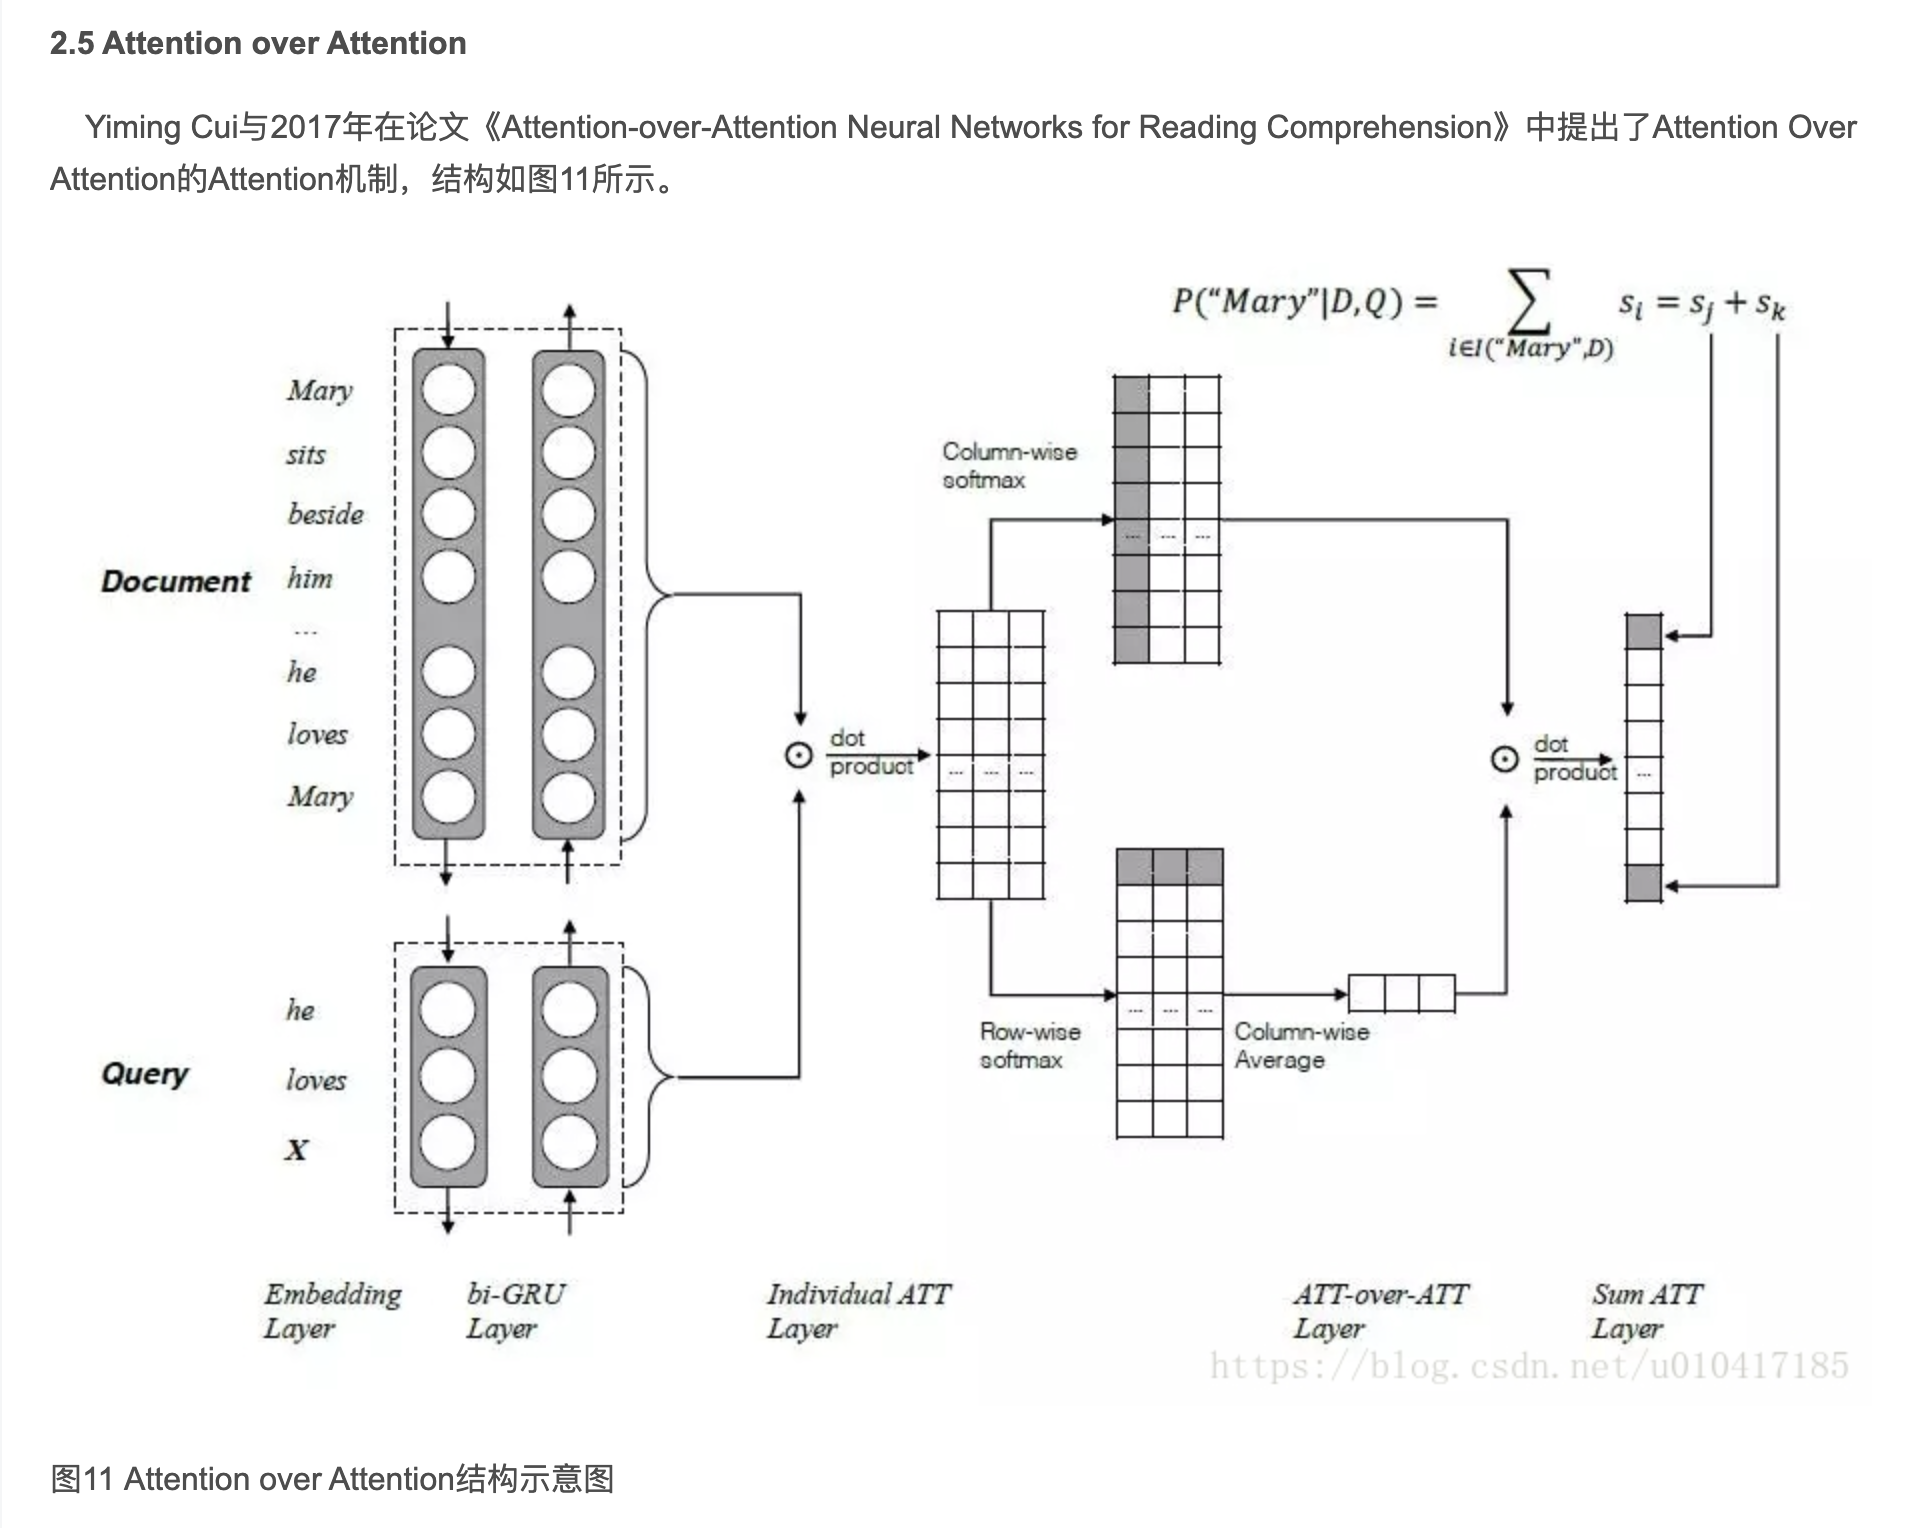 2.5 Attention over Attention
Yiming Cui与2017年在论文《Attention-over-Attention Neural Networks for Reading Comprehension》中提出了Attention Over
Attention的Attention机制，结构如图11所示。
P(“Mary”|D,Q) = ∑ s_i = s_j + s_k
i∈I(“Mary”,D)
Document
Mary
sits
beside
him
...
he
loves
Mary
Query
he
loves
X
dot
product
...
...
...
Column-wise
softmax
...
...
...
Row-wise
softmax
...
...
...
Column-wise
Average
dot
product
...
Embedding
Layer
bi-GRU
Layer
Individual ATT
Layer
ATT-over-ATT
Layer
Sum ATT
Layer
https://blog.csdn.net/u010417185
图11 Attention over Attention结构示意图